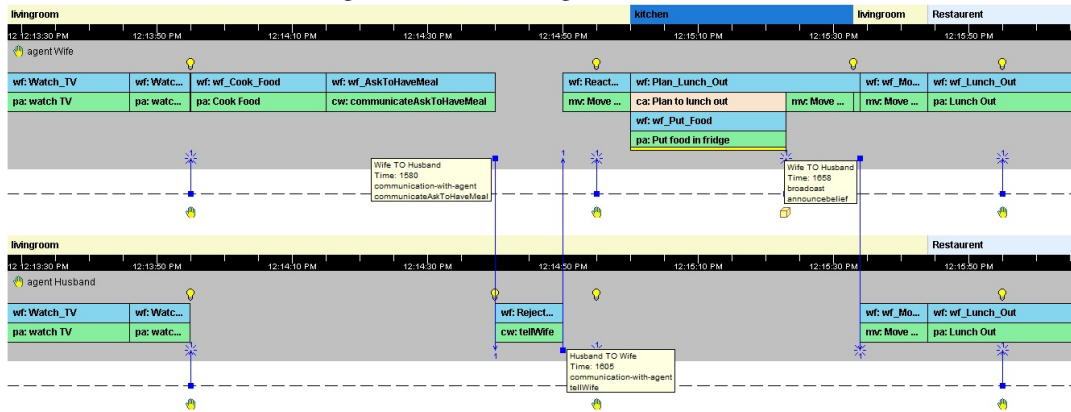 livingroom kitchen livingroom Restaurent
12 12:13:30 PM 12:13:50 PM 12:14:10 PM 12:14:30 PM 12:14:50 PM 12:15:10 PM 12:15:30 PM 12:15:50 PM
agent Wife
wf: Watch_TV wf: Watc... wf: wf_Cook_Food wf: wf_AskToHaveMeal wf: React... wf: Plan_Lunch_Out wf: wf_Mo... wf: wf_Lunch_Out
pa: watch TV pa: watc... pa: Cook Food cw: communicateAskToHaveMeal mv: Move ... ca: Plan to lunch out mv: Move ... mv: Move ... pa: Lunch Out
wf: wf_Put_Food
pa: Put food in fridge
Wife TO Husband
Time: 1580
communication-with-agent
communicateAskToHaveMeal
1
Wife TO Husband
Time: 1658
broadcast
announcebelief
livingroom Restaurent
12 12:13:30 PM 12:13:50 PM 12:14:10 PM 12:14:30 PM 12:14:50 PM 12:15:10 PM 12:15:30 PM 12:15:50 PM
agent Husband
wf: Watch_TV wf: Watc... wf: Reject... wf: wf_Mo... wf: wf_Lunch_Out
pa: watch TV pa: watc... cw: tellWife mv: Move ... pa: Lunch Out
1
Husband TO Wife
Time: 1605
communication-with-agent
tellWife